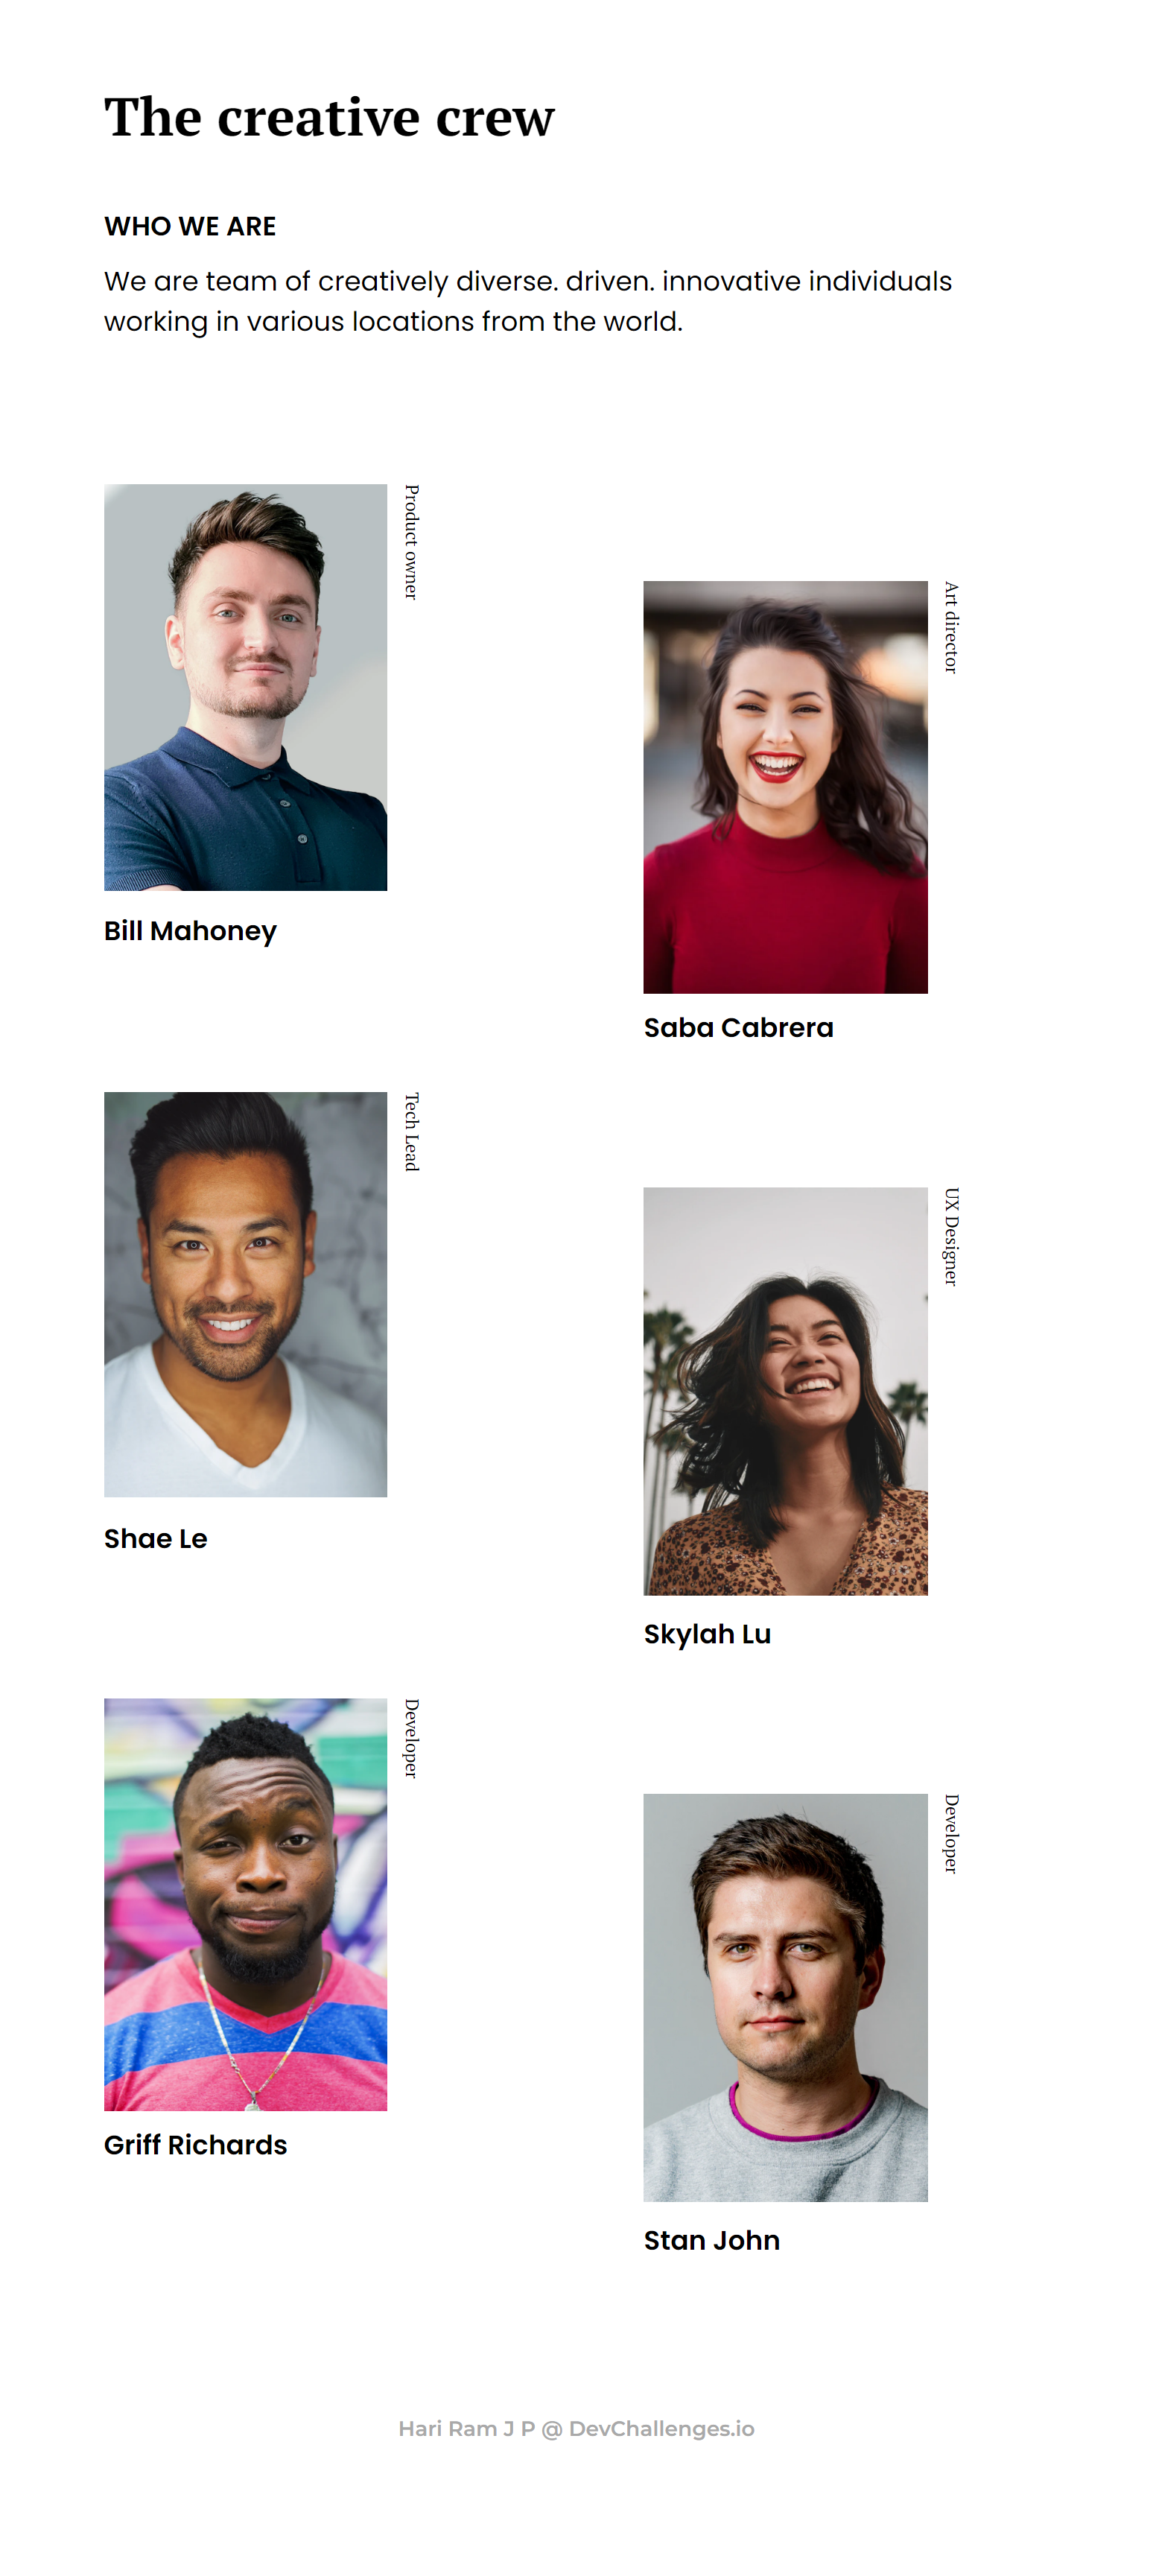 The creative crew
WHO WE ARE
We are team of creatively diverse. driven. innovative individuals
working in various locations from the world.
Product owner
Bill Mahoney
Art director
Saba Cabrera
Tech Lead
Shae Le
UX Designer
Skylah Lu
Developer
Griff Richards
Developer
Stan John
Hari Ram J P @ DevChallenges.io